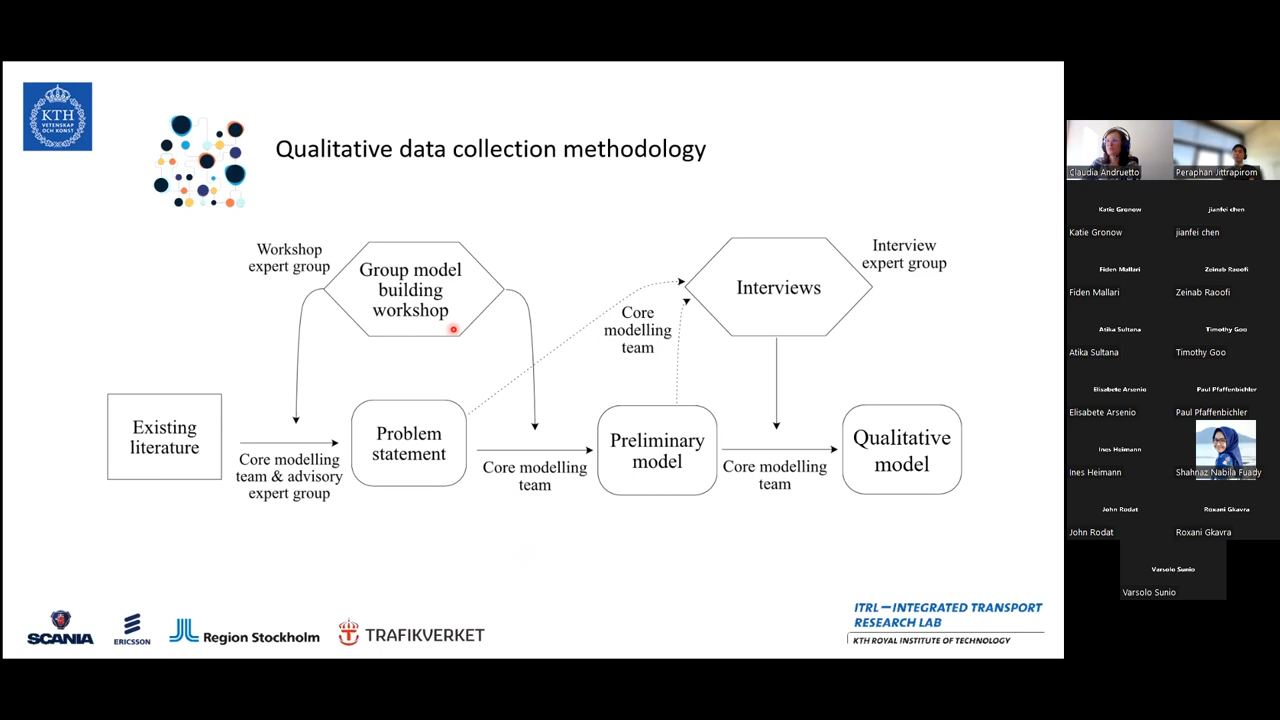 KTH
VETENSKAP
OCH KONST
Qualitative data collection methodology
Workshop
expert group
Group model
building
workshop
Core
modelling
team
Interviews
Interview
expert group
Existing
literature
Core modelling
team & advisory
expert group
Problem
statement
Core modelling
team
Preliminary
model
Core modelling
team
Qualitative
model
SCANIA
ERICSSON
Region Stockholm
TRAFIKVERKET
ITRL – INTEGRATED TRANSPORT
RESEARCH LAB
KTH ROYAL INSTITUTE OF TECHNOLOGY
Claudia Andruetto
Peraphan Jittrapirom
Katie Gronow
Katie Gronow
jianfei chen
jianfei chen
Fiden Mallari
Fiden Mallari
Zeinab Raoofi
Zeinab Raoofi
Atika Sultana
Atika Sultana
Timothy Goo
Timothy Goo
Elisabete Arsenio
Elisabete Arsenio
Paul Pfaffenbichler
Paul Pfaffenbichler
Ines Heimann
Ines Heimann
Shahnaz Nabila Fuady
John Rodat
John Rodat
Roxani Gkavra
Roxani Gkavra
Varsolo Sunio
Varsolo Sunio